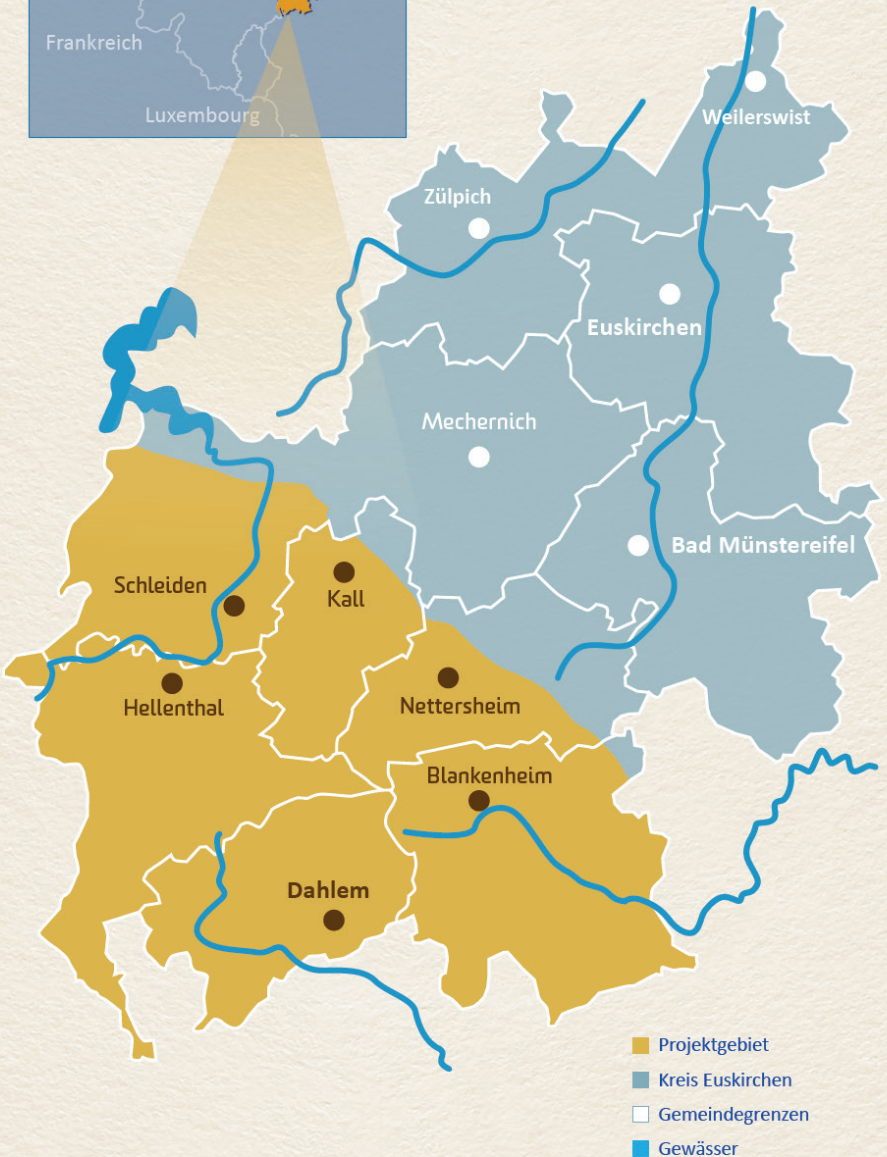 Frankreich
Luxembourg
Weilerswist
Zülpich
Euskirchen
Mechernich
Bad Münstereifel
Schleiden
Kall
Hellenthal
Nettersheim
Blankenheim
Dahlem
Projektgebiet
Kreis Euskirchen
Gemeindegrenzen
Gewässer